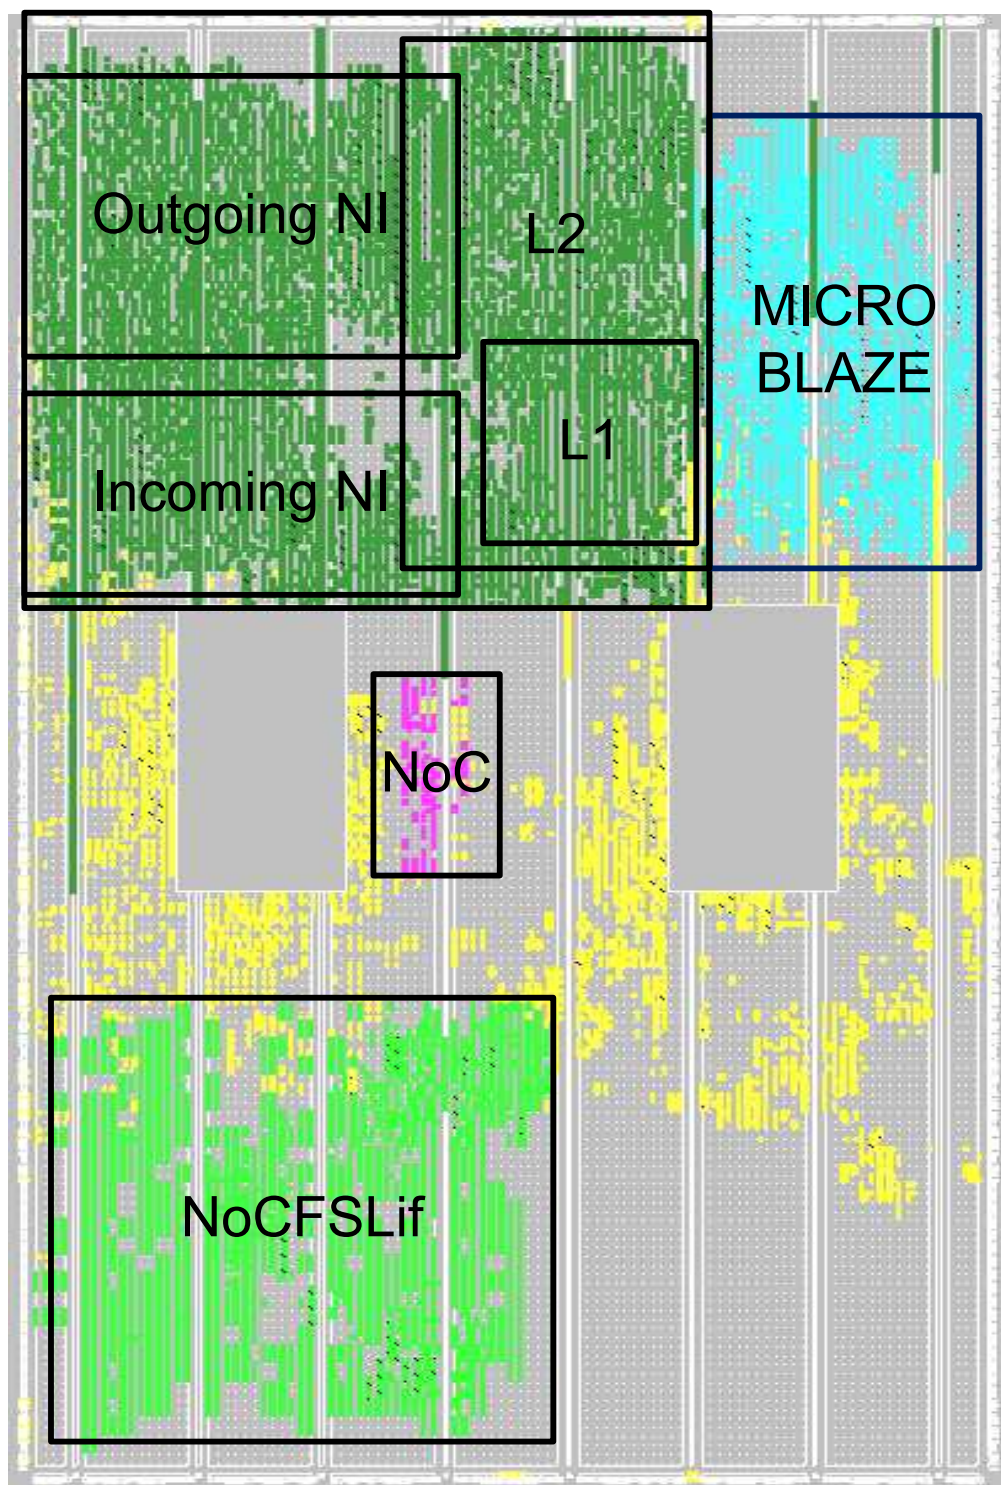 Outgoing NI
L2
MICRO
BLAZE
L1
Incoming NI
NoC
NoCFSLif